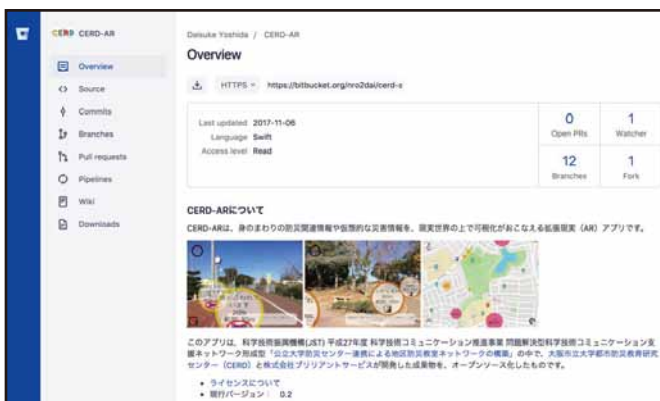 CERD CERD-AR
Overview
Source
Commits
Branches
Pull requests
Pipelines
Wiki
Downloads
Daisuke Yoshida / CERD-AR
Overview
HTTPS https://bitbucket.org/nro2dai/cerd-a
Last updated 2017-11-06
Language Swift
Access level Read
0 Open PRs
1 Watcher
12 Branches
1 Fork
CERD-ARについて
CERD-ARは、身のまわりの防災関連情報や仮想的な災害情報を、現実世界の上で可視化がおこなえる拡張現実（AR）アプリです。
このアプリは、科学技術振興機構(JST) 平成27年度 科学技術コミュニケーション推進事業 問題解決型科学技術コミュニケーション支
援ネットワーク形成型「公立大学防災センター連携による地区防災教室ネットワークの構築」の中で、大阪市立大学都市防災教育研究
センター（CERD）と株式会社ブリリアントサービスが開発した成果物を、オープンソース化したものです。
• ライセンスについて
• 現行バージョン： 0.2